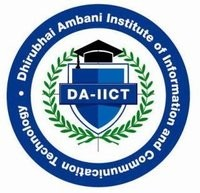 Dhirubhai Ambani Institute of Information and Communication Technology •
DA-IICT